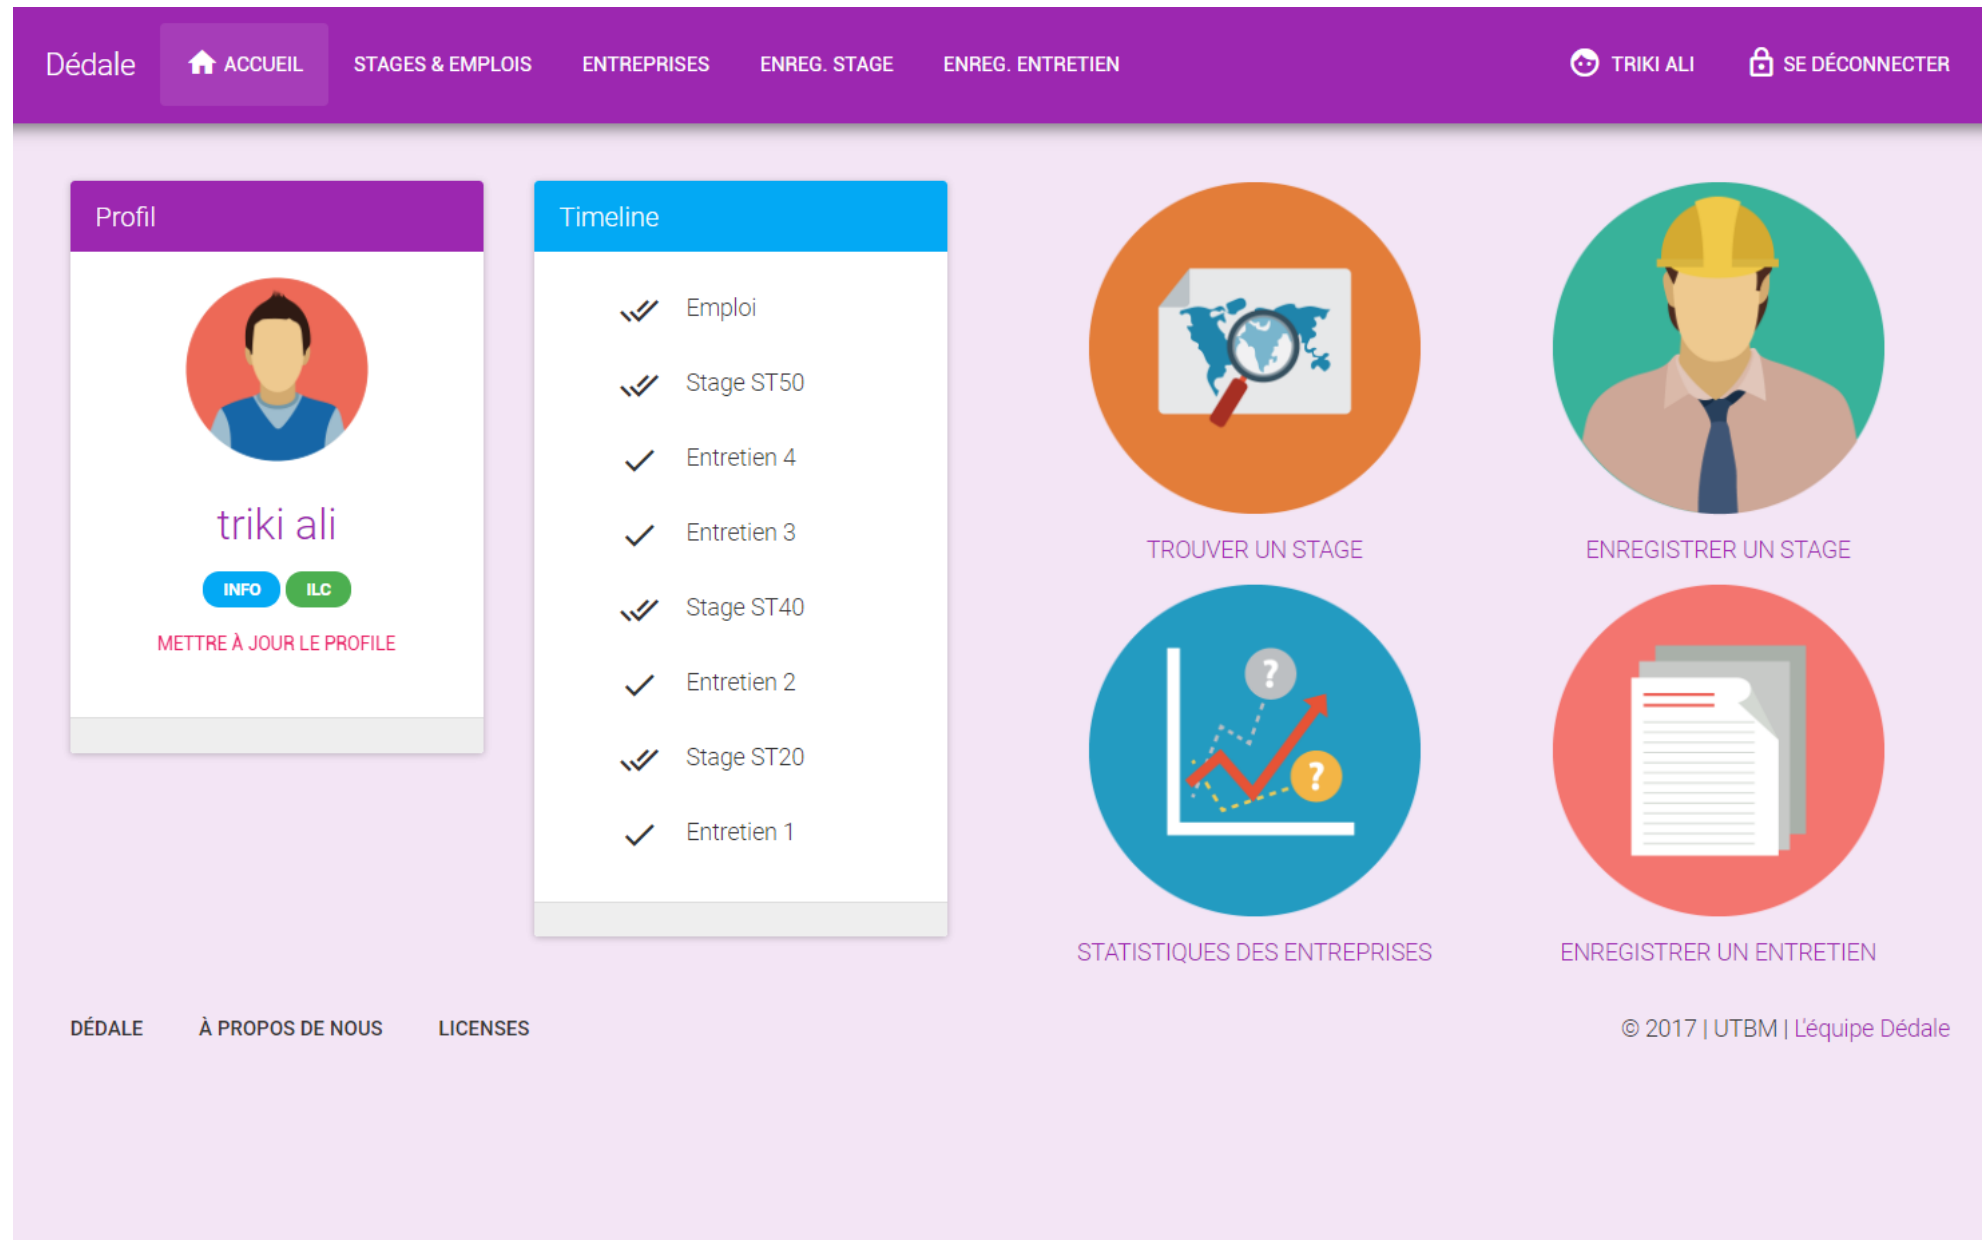 Dédale ACCUEIL STAGES & EMPLOIS ENTREPRISES ENREG. STAGE ENREG. ENTRETIEN TRIKI ALI SE DÉCONNECTER
Profil
triki ali
INFO ILC
METTRE À JOUR LE PROFILE
Timeline
Emploi
Stage ST50
Entretien 4
Entretien 3
Stage ST40
Entretien 2
Stage ST20
Entretien 1
TROUVER UN STAGE
ENREGISTRER UN STAGE
?
?
STATISTIQUES DES ENTREPRISES
ENREGISTRER UN ENTRETIEN
DÉDALE À PROPOS DE NOUS LICENSES
© 2017 | UTBM | L'équipe Dédale